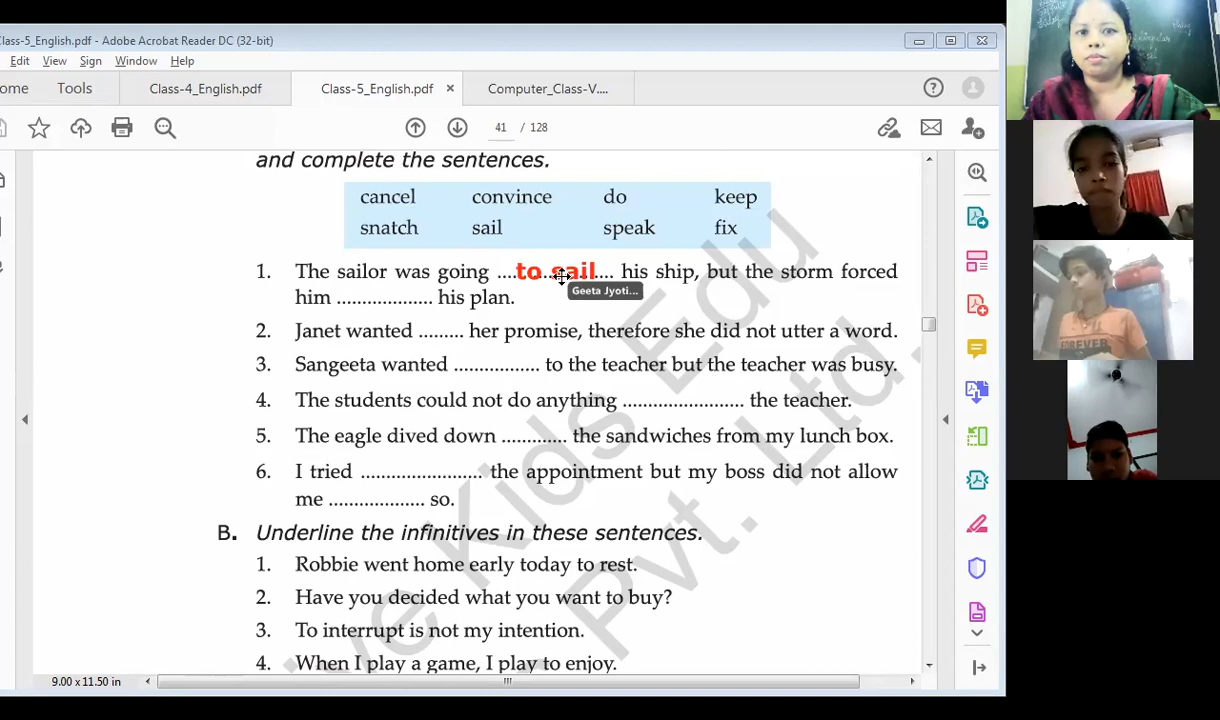 Class-5_English.pdf - Adobe Acrobat Reader DC (32-bit)
Edit View Sign Window Help
ome Tools Class-4_English.pdf Class-5_English.pdf × Computer_Class-V....
41 / 128
and complete the sentences.
cancel convince do keep
snatch sail speak fix
1. The sailor was going ....to sail.... his ship, but the storm forced
Geeta Jyoti...
him ................... his plan.
2. Janet wanted ......... her promise, therefore she did not utter a word.
3. Sangeeta wanted ................. to the teacher but the teacher was busy.
4. The students could not do anything ........................ the teacher.
5. The eagle dived down ............. the sandwiches from my lunch box.
6. I tried ........................ the appointment but my boss did not allow
me ................... so.
B. Underline the infinitives in these sentences.
1. Robbie went home early today to rest.
2. Have you decided what you want to buy?
3. To interrupt is not my intention.
4. When I play a game, I play to enjoy.
ive Kids Edu
Pvt. Ltd.
9.00 x 11.50 in
FOREVER